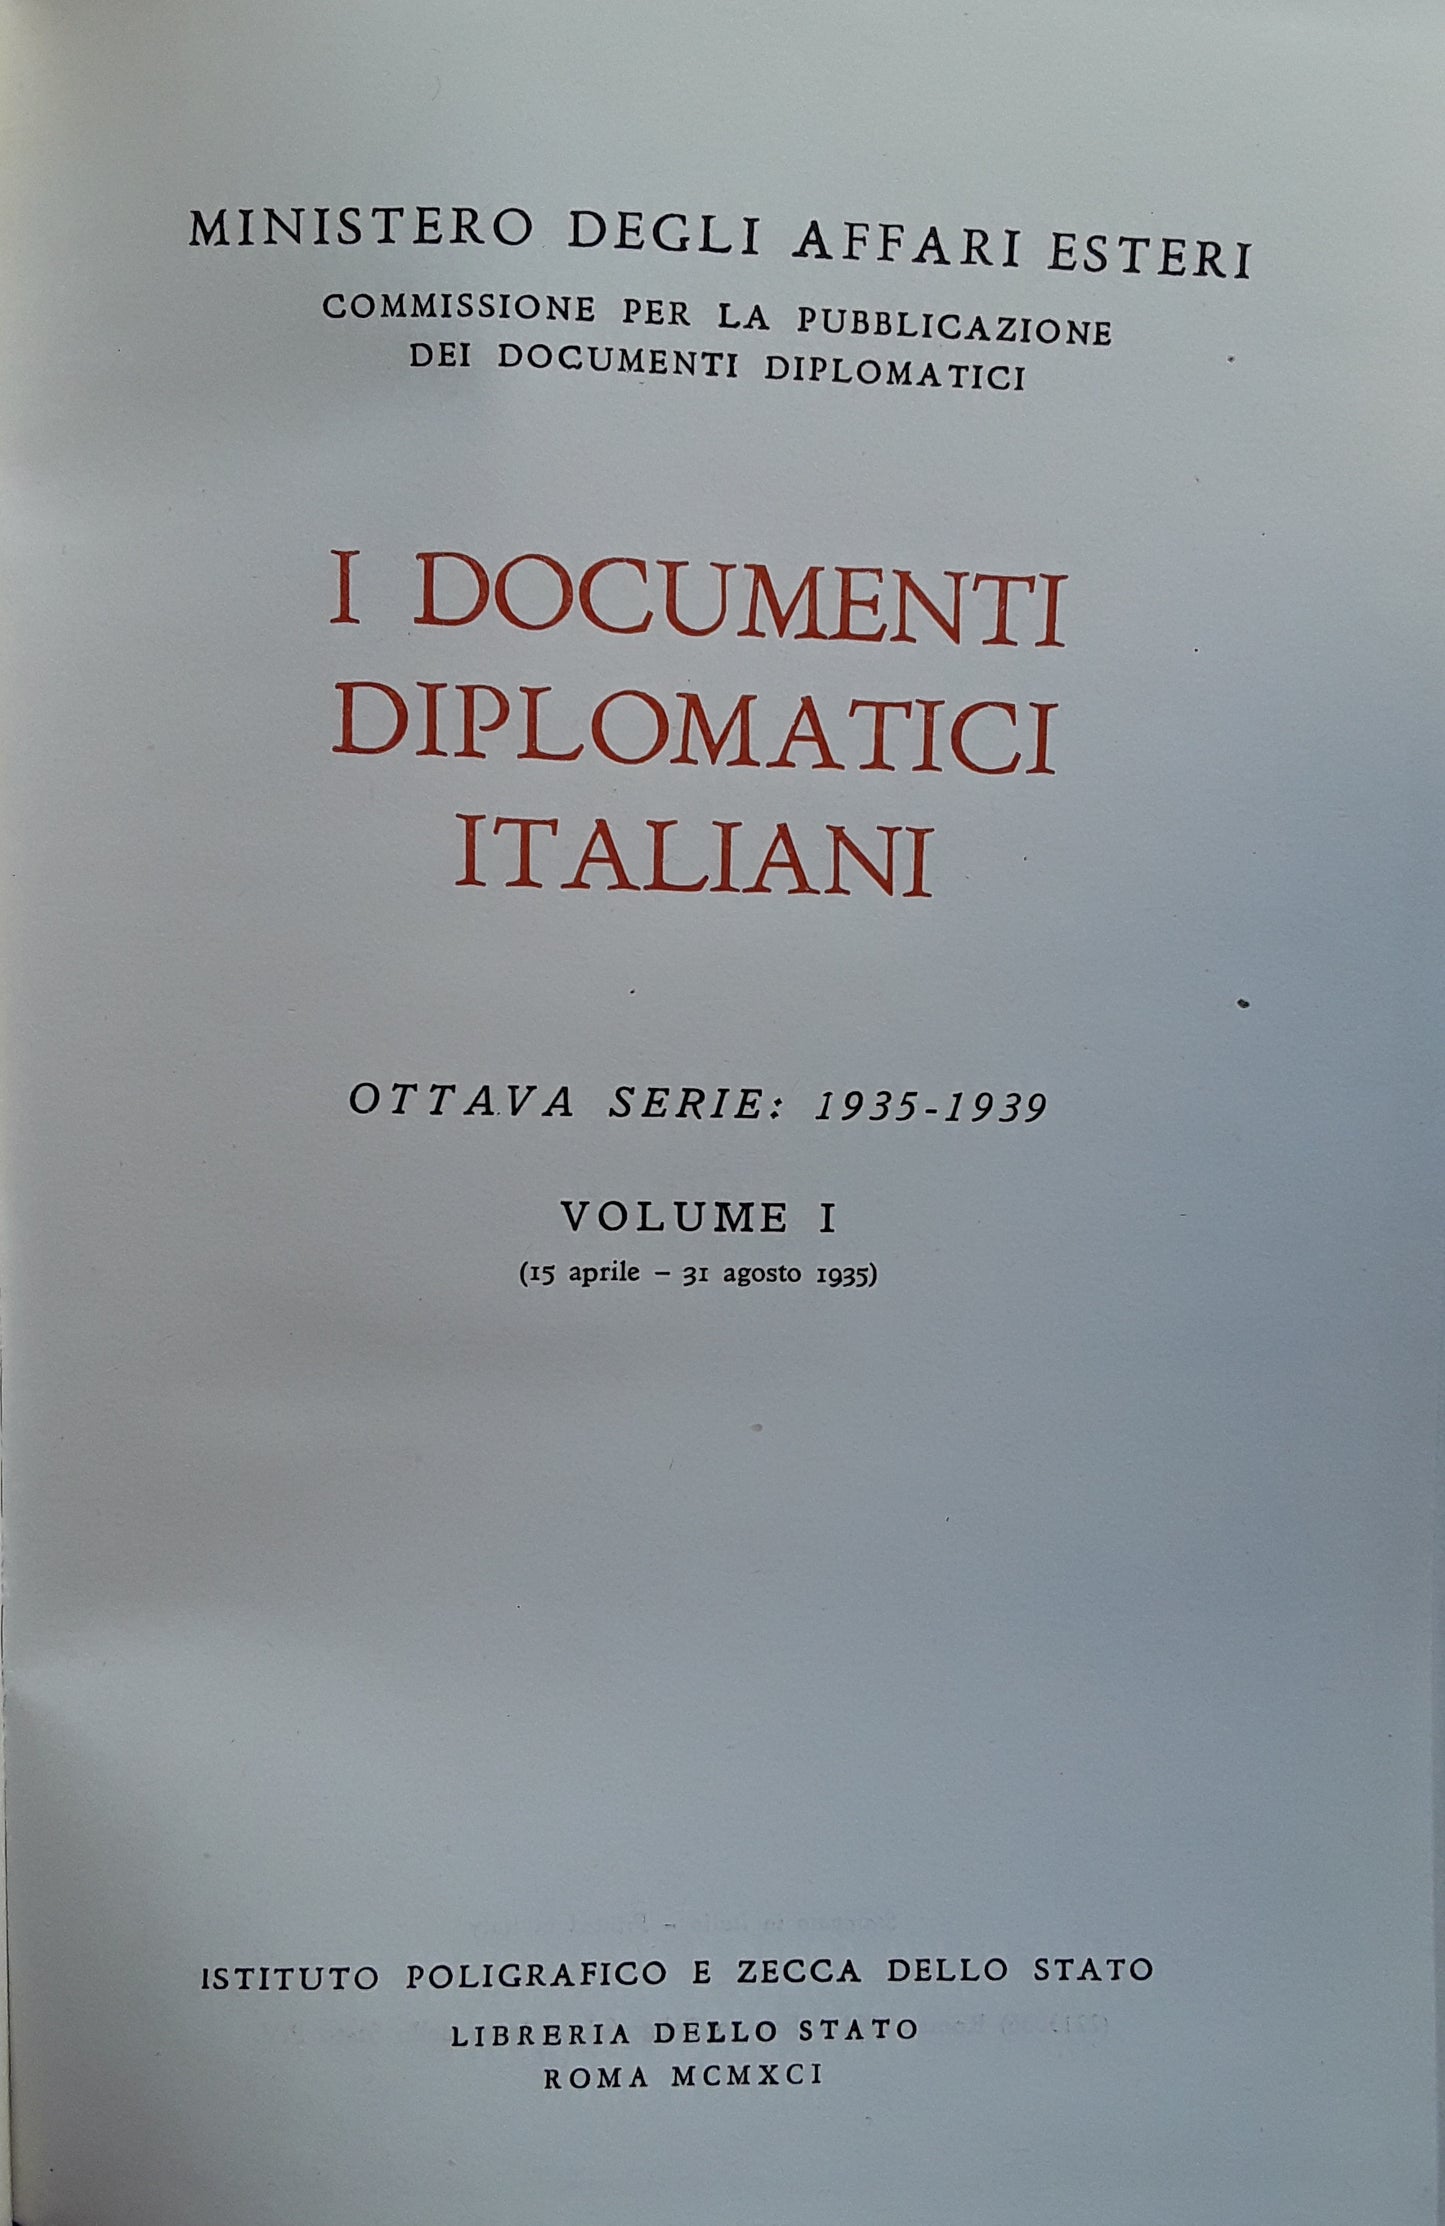 MINISTERO DEGLI AFFARI ESTERI
COMMISSIONE PER LA PUBBLICAZIONE
DEI DOCUMENTI DIPLOMATICI
I DOCUMENTI
DIPLOMATICI
ITALIANI
OTTAVA SERIE: 1935-1939
VOLUME I
(15 aprile – 31 agosto 1935)
ISTITUTO POLIGRAFICO E ZECCA DELLO STATO
LIBRERIA DELLO STATO
ROMA MCMXCI